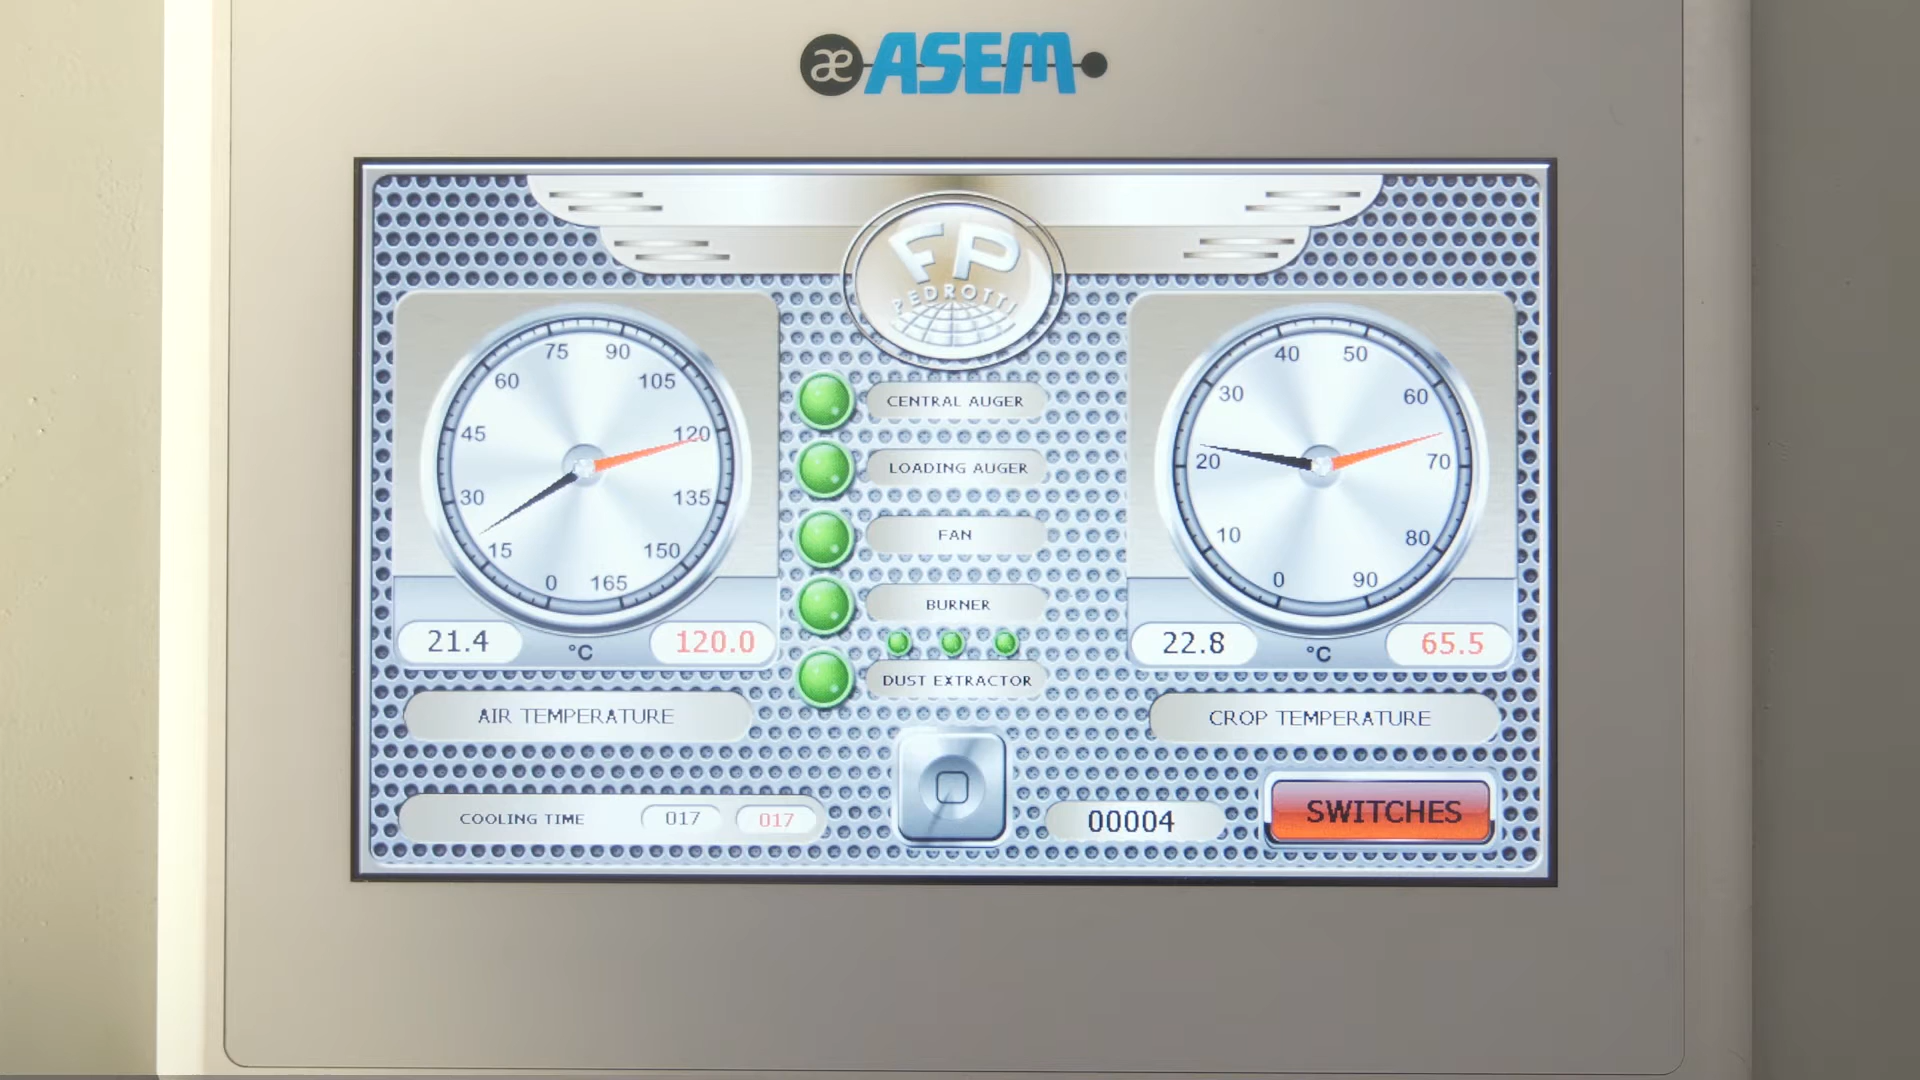 æ ASEM
FP
PEDROTTI
75 90
60 105
45 120
30 135
15 150
0 165
21.4 °C 120.0
AIR TEMPERATURE
CENTRAL AUGER
LOADING AUGER
FAN
BURNER
DUST EXTRACTOR
40 50
30 60
20 70
10 80
0 90
22.8 °C 65.5
CROP TEMPERATURE
COOLING TIME 017 017
00004
SWITCHES